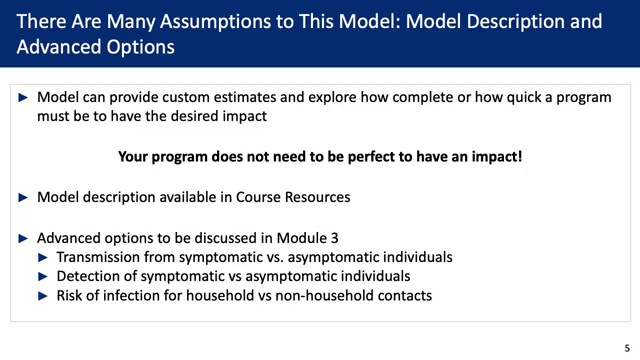 There Are Many Assumptions to This Model: Model Description and
Advanced Options
► Model can provide custom estimates and explore how complete or how quick a program
must be to have the desired impact
Your program does not need to be perfect to have an impact!
► Model description available in Course Resources
► Advanced options to be discussed in Module 3
► Transmission from symptomatic vs. asymptomatic individuals
► Detection of symptomatic vs asymptomatic individuals
► Risk of infection for household vs non-household contacts
5